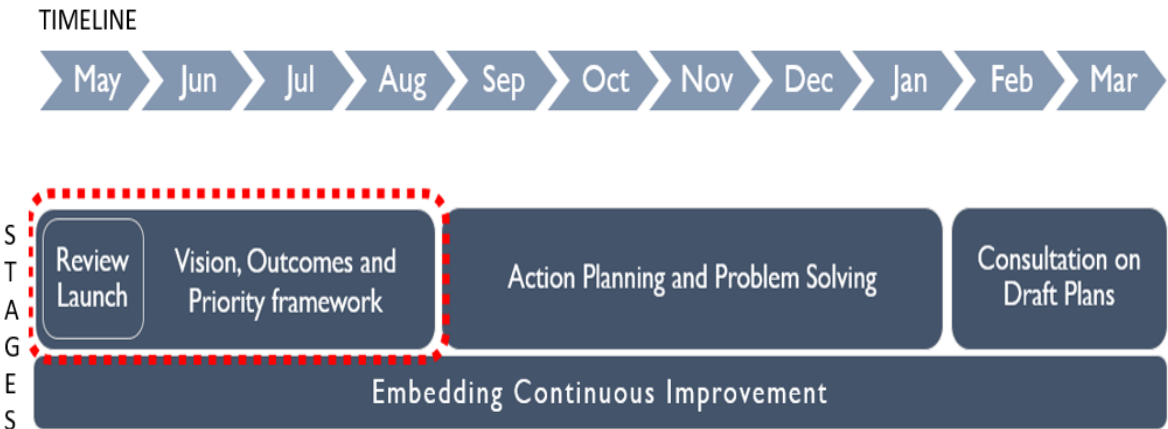 TIMELINE
May Jun Jul Aug Sep Oct Nov Dec Jan Feb Mar
STAGES
Review
Launch
Vision, Outcomes and
Priority framework
Action Planning and Problem Solving
Consultation on
Draft Plans
Embedding Continuous Improvement